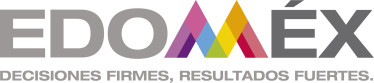 EDOMÉX
DECISIONES FIRMES, RESULTADOS FUERTES.